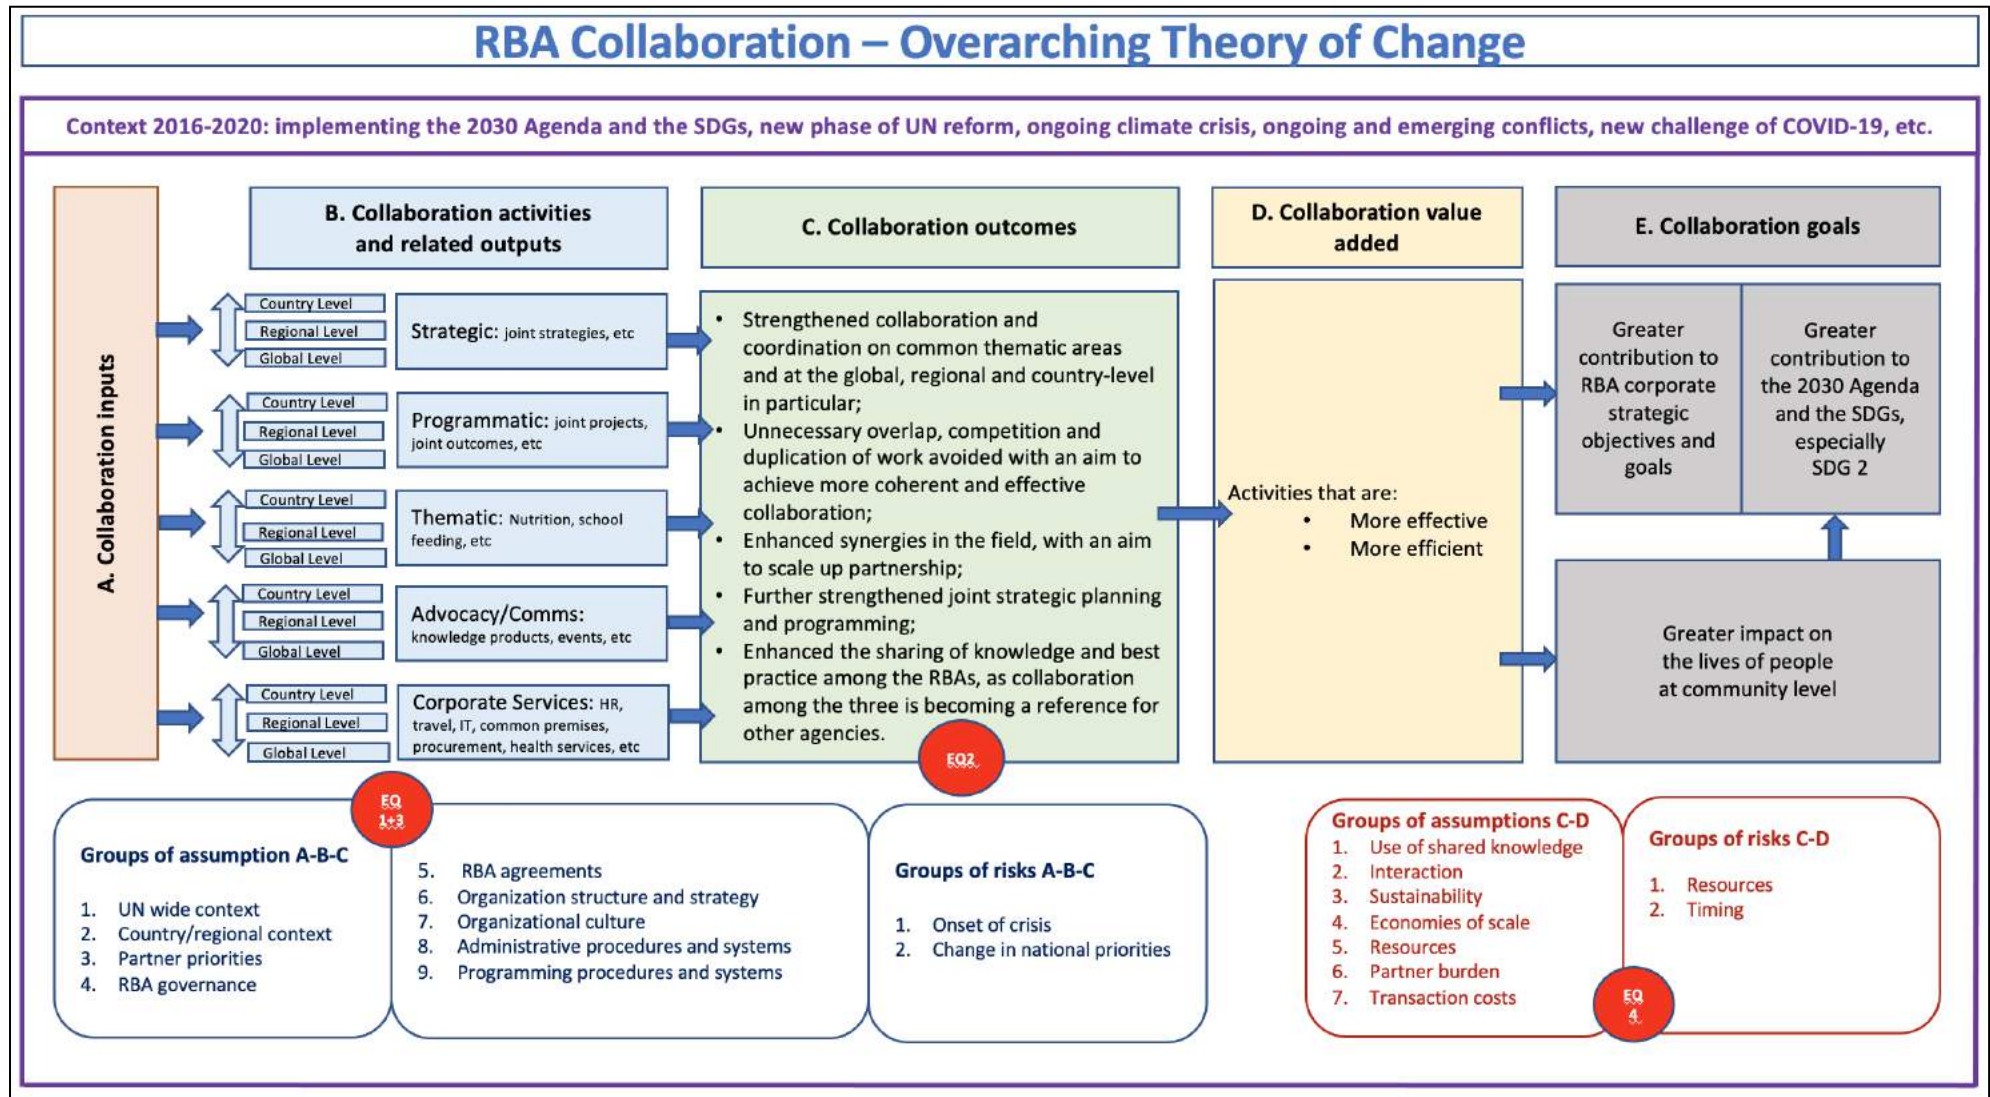 RBA Collaboration – Overarching Theory of Change
Context 2016-2020: implementing the 2030 Agenda and the SDGs, new phase of UN reform, ongoing climate crisis, ongoing and emerging conflicts, new challenge of COVID-19, etc.
A. Collaboration inputs
B. Collaboration activities
and related outputs
Country Level
Regional Level
Global Level
Strategic: joint strategies, etc
Country Level
Regional Level
Global Level
Programmatic: joint projects,
joint outcomes, etc
Country Level
Regional Level
Global Level
Thematic: Nutrition, school
feeding, etc
Country Level
Regional Level
Global Level
Advocacy/Comms:
knowledge products, events, etc
Country Level
Regional Level
Global Level
Corporate Services: HR,
travel, IT, common premises,
procurement, health services, etc
C. Collaboration outcomes
• Strengthened collaboration and
coordination on common thematic areas
and at the global, regional and country-level
in particular;
• Unnecessary overlap, competition and
duplication of work avoided with an aim to
achieve more coherent and effective
collaboration;
• Enhanced synergies in the field, with an aim
to scale up partnership;
• Further strengthened joint strategic planning
and programming;
• Enhanced the sharing of knowledge and best
practice among the RBAs, as collaboration
among the three is becoming a reference for
other agencies.
EQ2
D. Collaboration value
added
Activities that are:
• More effective
• More efficient
E. Collaboration goals
Greater
contribution to
RBA corporate
strategic
objectives and
goals
Greater
contribution to
the 2030 Agenda
and the SDGs,
especially
SDG 2
Greater impact on
the lives of people
at community level
EQ
1+3
Groups of assumption A-B-C
1. UN wide context
2. Country/regional context
3. Partner priorities
4. RBA governance
5. RBA agreements
6. Organization structure and strategy
7. Organizational culture
8. Administrative procedures and systems
9. Programming procedures and systems
Groups of risks A-B-C
1. Onset of crisis
2. Change in national priorities
Groups of assumptions C-D
1. Use of shared knowledge
2. Interaction
3. Sustainability
4. Economies of scale
5. Resources
6. Partner burden
7. Transaction costs
EQ
4
Groups of risks C-D
1. Resources
2. Timing